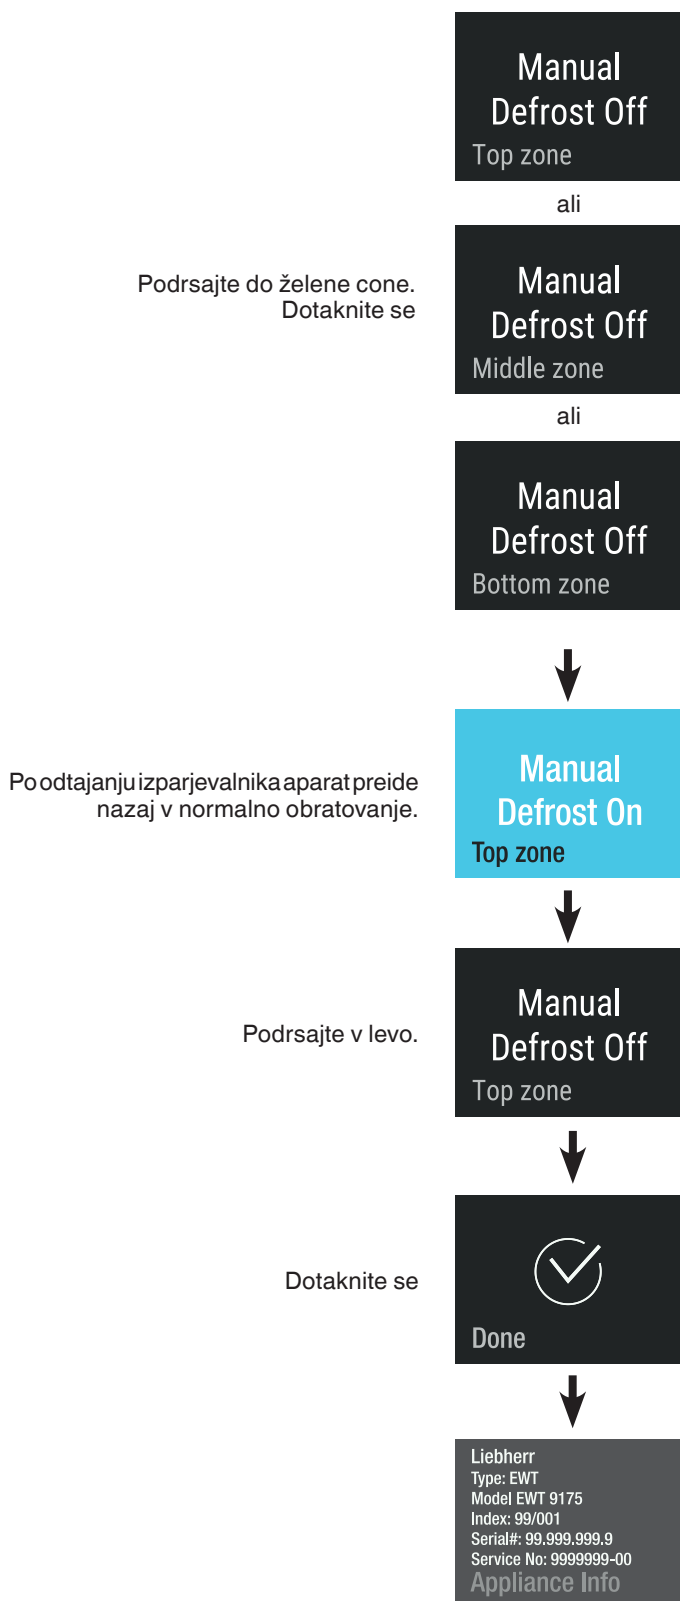 Manual
Defrost Off
Top zone
ali
Podrsajte do želene cone.
Dotaknite se
Manual
Defrost Off
Middle zone
ali
Manual
Defrost Off
Bottom zone
Po odtajanju izparjevalnika aparat preide
nazaj v normalno obratovanje.
Manual
Defrost On
Top zone
Podrsajte v levo.
Manual
Defrost Off
Top zone
Dotaknite se
Done
Liebherr
Type: EWT
Model EWT 9175
Index: 99/001
Serial#: 99.999.999.9
Service No: 9999999-00
Appliance Info